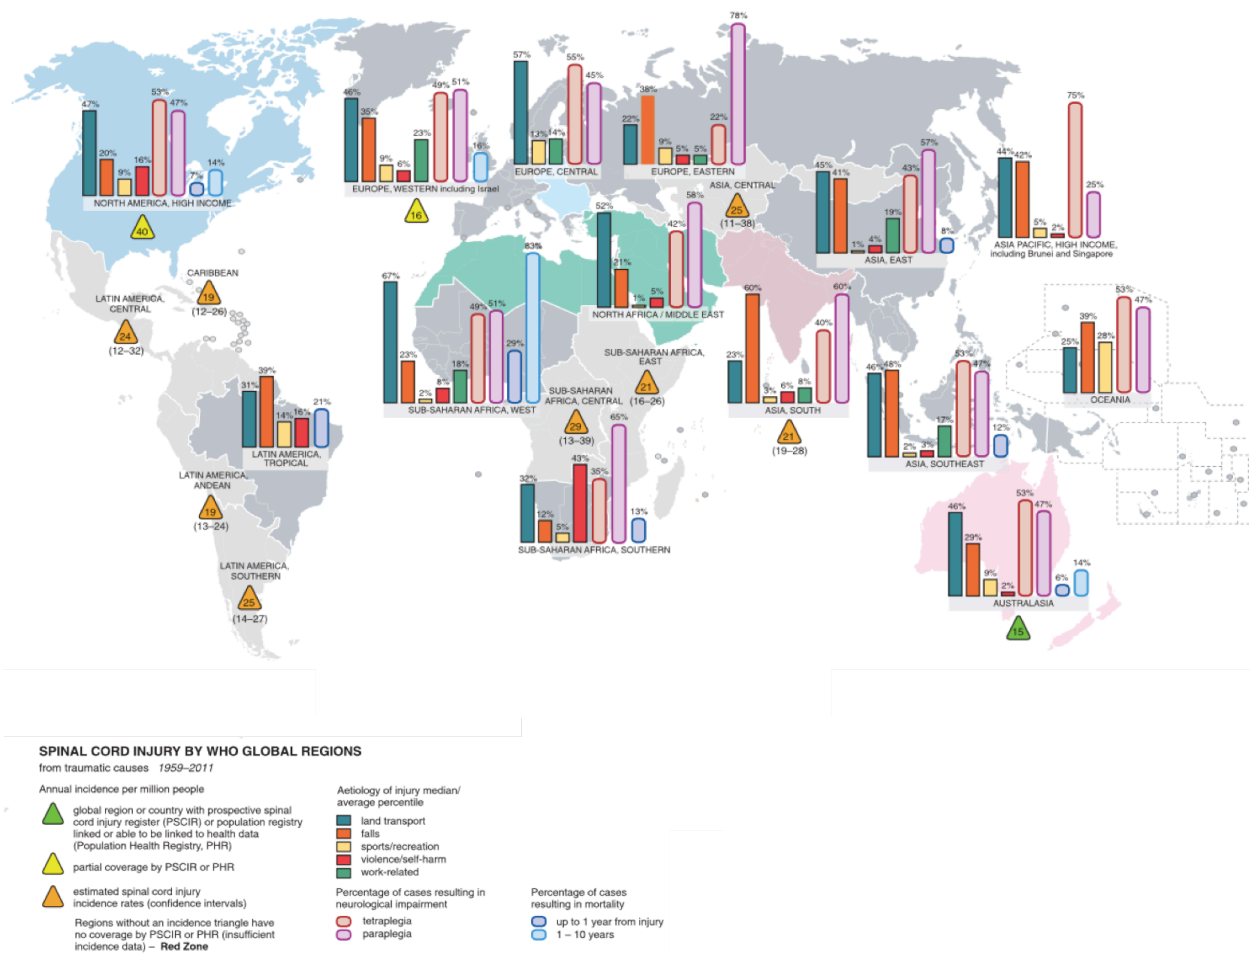 47%
20%
9%
16%
53%
47%
7%
14%
NORTH AMERICA, HIGH INCOME
40
46%
35%
9%
6%
23%
49%
51%
16%
EUROPE, WESTERN including Israel
16
57%
13%
14%
55%
45%
EUROPE, CENTRAL
22%
38%
9%
5%
5%
22%
78%
EUROPE, EASTERN
ASIA, CENTRAL
25
(11–38)
45%
41%
1%
4%
19%
43%
57%
8%
ASIA, EAST
44%
42%
5%
2%
75%
25%
ASIA PACIFIC, HIGH INCOME,
including Brunei and Singapore
CARIBBEAN
19
(12–26)
LATIN AMERICA,
CENTRAL
24
(12–32)
67%
23%
2%
8%
18%
49%
51%
29%
83%
SUB-SAHARAN AFRICA, WEST
52%
21%
1%
5%
42%
58%
NORTH AFRICA / MIDDLE EAST
SUB-SAHARAN AFRICA,
EAST
21
(16–26)
SUB-SAHARAN
AFRICA, CENTRAL
29
(13–39)
23%
60%
3%
6%
8%
40%
60%
ASIA, SOUTH
21
(19–28)
46%
48%
2%
3%
17%
53%
47%
12%
ASIA, SOUTHEAST
25%
39%
28%
53%
47%
OCEANIA
31%
39%
14%
16%
21%
LATIN AMERICA,
TROPICAL
LATIN AMERICA,
ANDEAN
19
(13–24)
32%
12%
5%
43%
35%
65%
13%
SUB-SAHARAN AFRICA, SOUTHERN
46%
29%
9%
2%
53%
47%
6%
14%
AUSTRALASIA
15
LATIN AMERICA,
SOUTHERN
25
(14–27)
SPINAL CORD INJURY BY WHO GLOBAL REGIONS
from traumatic causes 1959–2011
Annual incidence per million people
global region or country with prospective spinal
cord injury register (PSCIR) or population registry
linked or able to be linked to health data
(Population Health Registry, PHR)
partial coverage by PSCIR or PHR
estimated spinal cord injury
incidence rates (confidence intervals)
Regions without an incidence triangle have
no coverage by PSCIR or PHR (insufficient
incidence data) – Red Zone
Aetiology of injury median/
average percentile
land transport
falls
sports/recreation
violence/self-harm
work-related
Percentage of cases resulting in
neurological impairment
tetraplegia
paraplegia
Percentage of cases
resulting in mortality
up to 1 year from injury
1 – 10 years